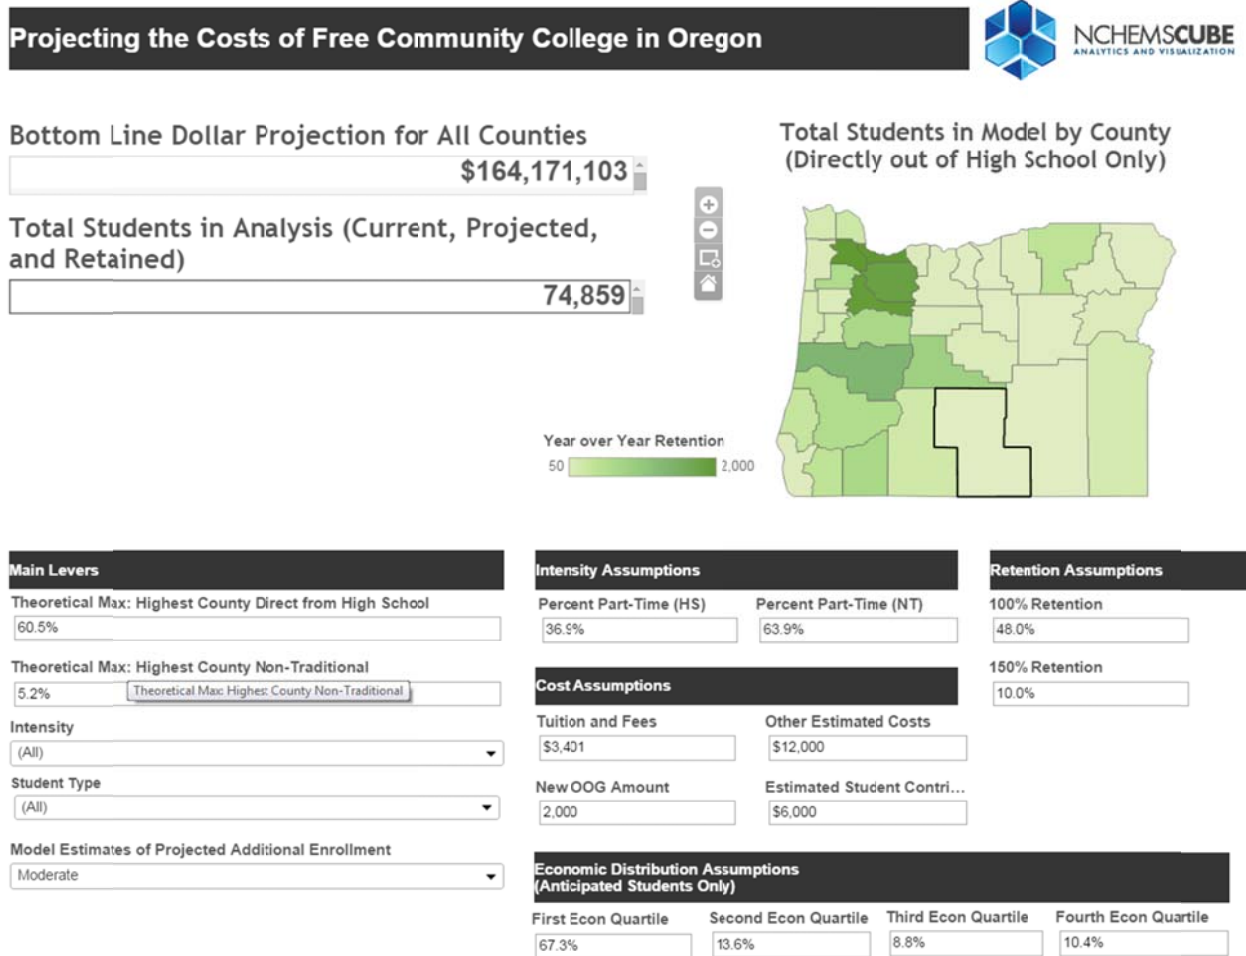 Projecting the Costs of Free Community College in Oregon
NCHEMSCUBE
ANALYTICS AND VISUALIZATION
Bottom Line Dollar Projection for All Counties
$164,171,103
Total Students in Analysis (Current, Projected,
and Retained)
74,859
Total Students in Model by County
(Directly out of High School Only)
Year over Year Retention
50
2,000
Main Levers
Theoretical Max: Highest County Direct from High School
60.5%
Theoretical Max: Highest County Non-Traditional
5.2%
Theoretical Max: Highest County Non-Traditional
Intensity
(All)
Student Type
(All)
Model Estimates of Projected Additional Enrollment
Moderate
Intensity Assumptions
Percent Part-Time (HS)
Percent Part-Time (NT)
36.9%
63.9%
Cost Assumptions
Tuition and Fees
Other Estimated Costs
$3,401
$12,000
New OOG Amount
Estimated Student Contri...
2,000
$6,000
Retention Assumptions
100% Retention
48.0%
150% Retention
10.0%
Economic Distribution Assumptions
(Anticipated Students Only)
First Econ Quartile
Second Econ Quartile
Third Econ Quartile
Fourth Econ Quartile
67.3%
13.6%
8.8%
10.4%